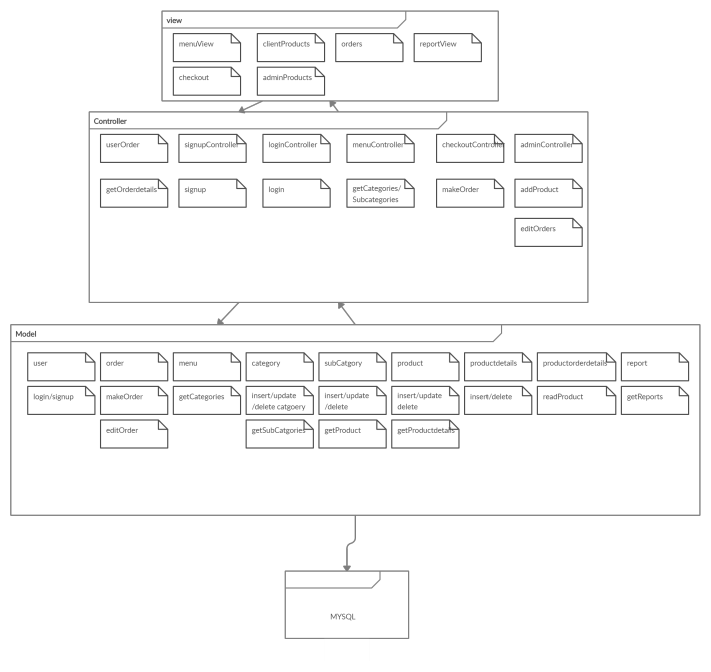 view
menuView
clientProducts
orders
reportView
checkout
adminProducts
Controller
userOrder
signupController
loginController
menuController
checkoutController
adminController
getOrderdetails
signup
login
getCategories/
Subcategories
makeOrder
addProduct
editOrders
Model
user
order
menu
category
subCatgory
product
productdetails
productorderdetails
report
login/signup
makeOrder
getCategories
insert/update
/delete catgoery
insert/update
/delete
insert/update
delete
insert/delete
readProduct
getReports
editOrder
getSubCatgories
getProduct
getProductdetails
MYSQL